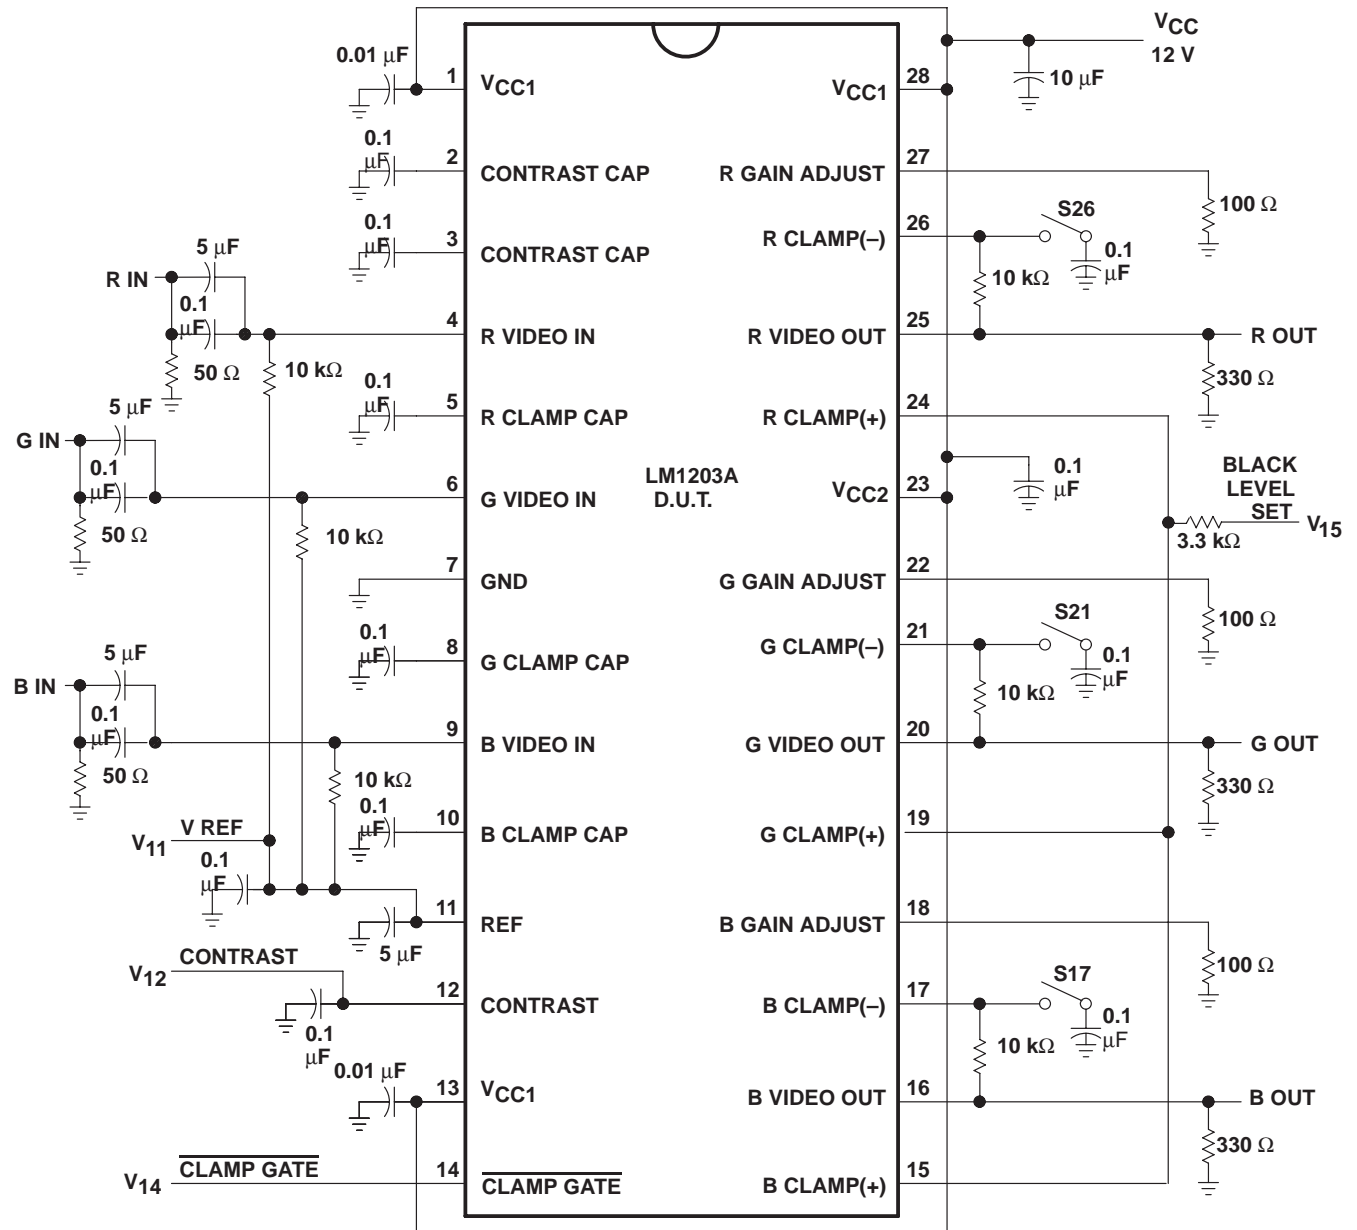 V_CC
12 V
0.01 μF
1
V_CC1
V_CC1
28
10 μF
0.1
μF
2
CONTRAST CAP
R GAIN ADJUST
27
100 Ω
0.1
μF
3
CONTRAST CAP
R CLAMP(–)
26
S26
0.1
μF
10 kΩ
5 μF
R IN
0.1
μF
50 Ω
10 kΩ
4
R VIDEO IN
R VIDEO OUT
25
R OUT
330 Ω
0.1
μF
5
R CLAMP CAP
R CLAMP(+)
24
5 μF
G IN
0.1
μF
50 Ω
10 kΩ
6
G VIDEO IN
LM1203A
D.U.T.
V_CC2
23
0.1
μF
BLACK
LEVEL
SET
V_15
3.3 kΩ
7
GND
G GAIN ADJUST
22
100 Ω
0.1
μF
8
G CLAMP CAP
G CLAMP(–)
21
S21
0.1
μF
10 kΩ
5 μF
B IN
0.1
μF
50 Ω
10 kΩ
9
B VIDEO IN
G VIDEO OUT
20
G OUT
330 Ω
0.1
μF
10
B CLAMP CAP
G CLAMP(+)
19
V REF
V_11
0.1
μF
11
REF
5 μF
B GAIN ADJUST
18
100 Ω
CONTRAST
V_12
0.1
μF
12
CONTRAST
B CLAMP(–)
17
S17
0.1
μF
10 kΩ
0.01 μF
13
V_CC1
B VIDEO OUT
16
B OUT
330 Ω
CLAMP GATE
V_14
14
CLAMP GATE
B CLAMP(+)
15